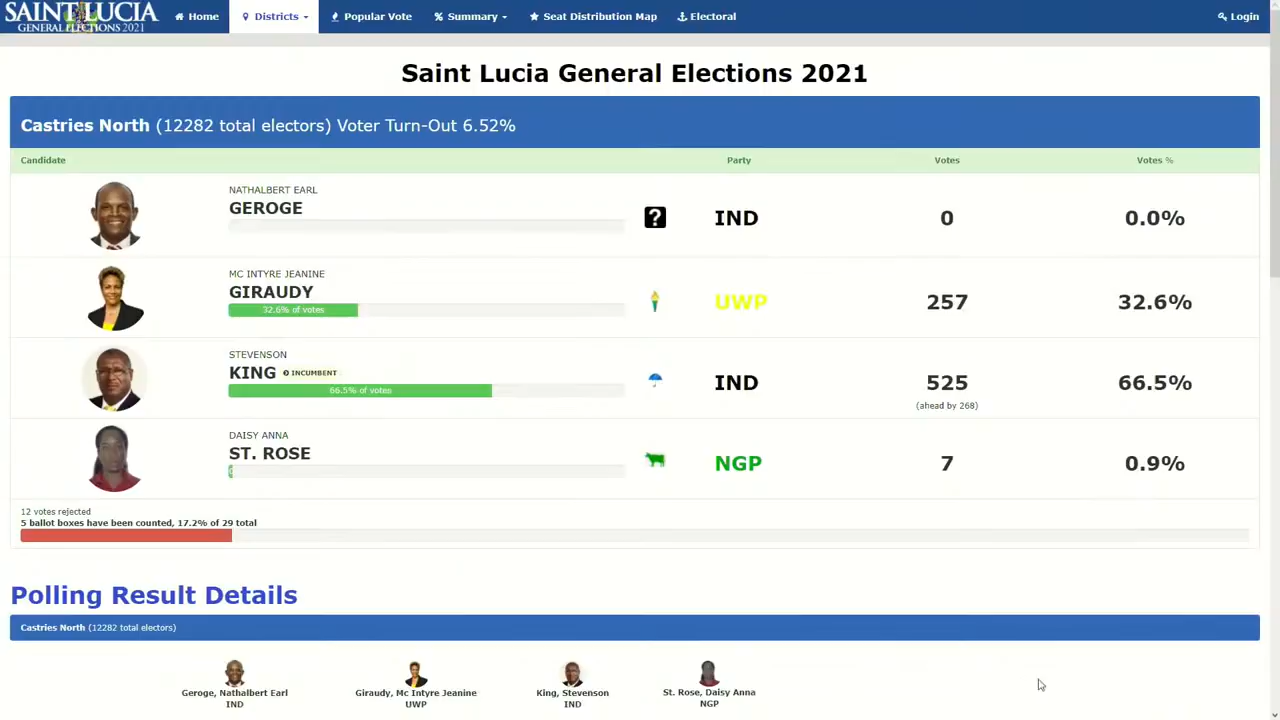 SAINT LUCIA
GENERAL ELECTIONS 2021
Home
Districts
Popular Vote
Summary
Seat Distribution Map
Electoral
Login
Saint Lucia General Elections 2021
Castries North (12282 total electors) Voter Turn-Out 6.52%
Candidate Party Votes Votes %
NATHALBERT EARL
GEROGE
? IND 0 0.0%
MC INTYRE JEANINE
GIRAUDY
32.6% of votes
UWP 257 32.6%
STEVENSON
KING INCUMBENT
66.5% of votes
IND 525 66.5%
(ahead by 268)
DAISY ANNA
ST. ROSE
NGP 7 0.9%
12 votes rejected
5 ballot boxes have been counted, 17.2% of 29 total
Polling Result Details
Castries North (12282 total electors)
Geroge, Nathalbert Earl
IND
Giraudy, Mc Intyre Jeanine
UWP
King, Stevenson
IND
St. Rose, Daisy Anna
NGP